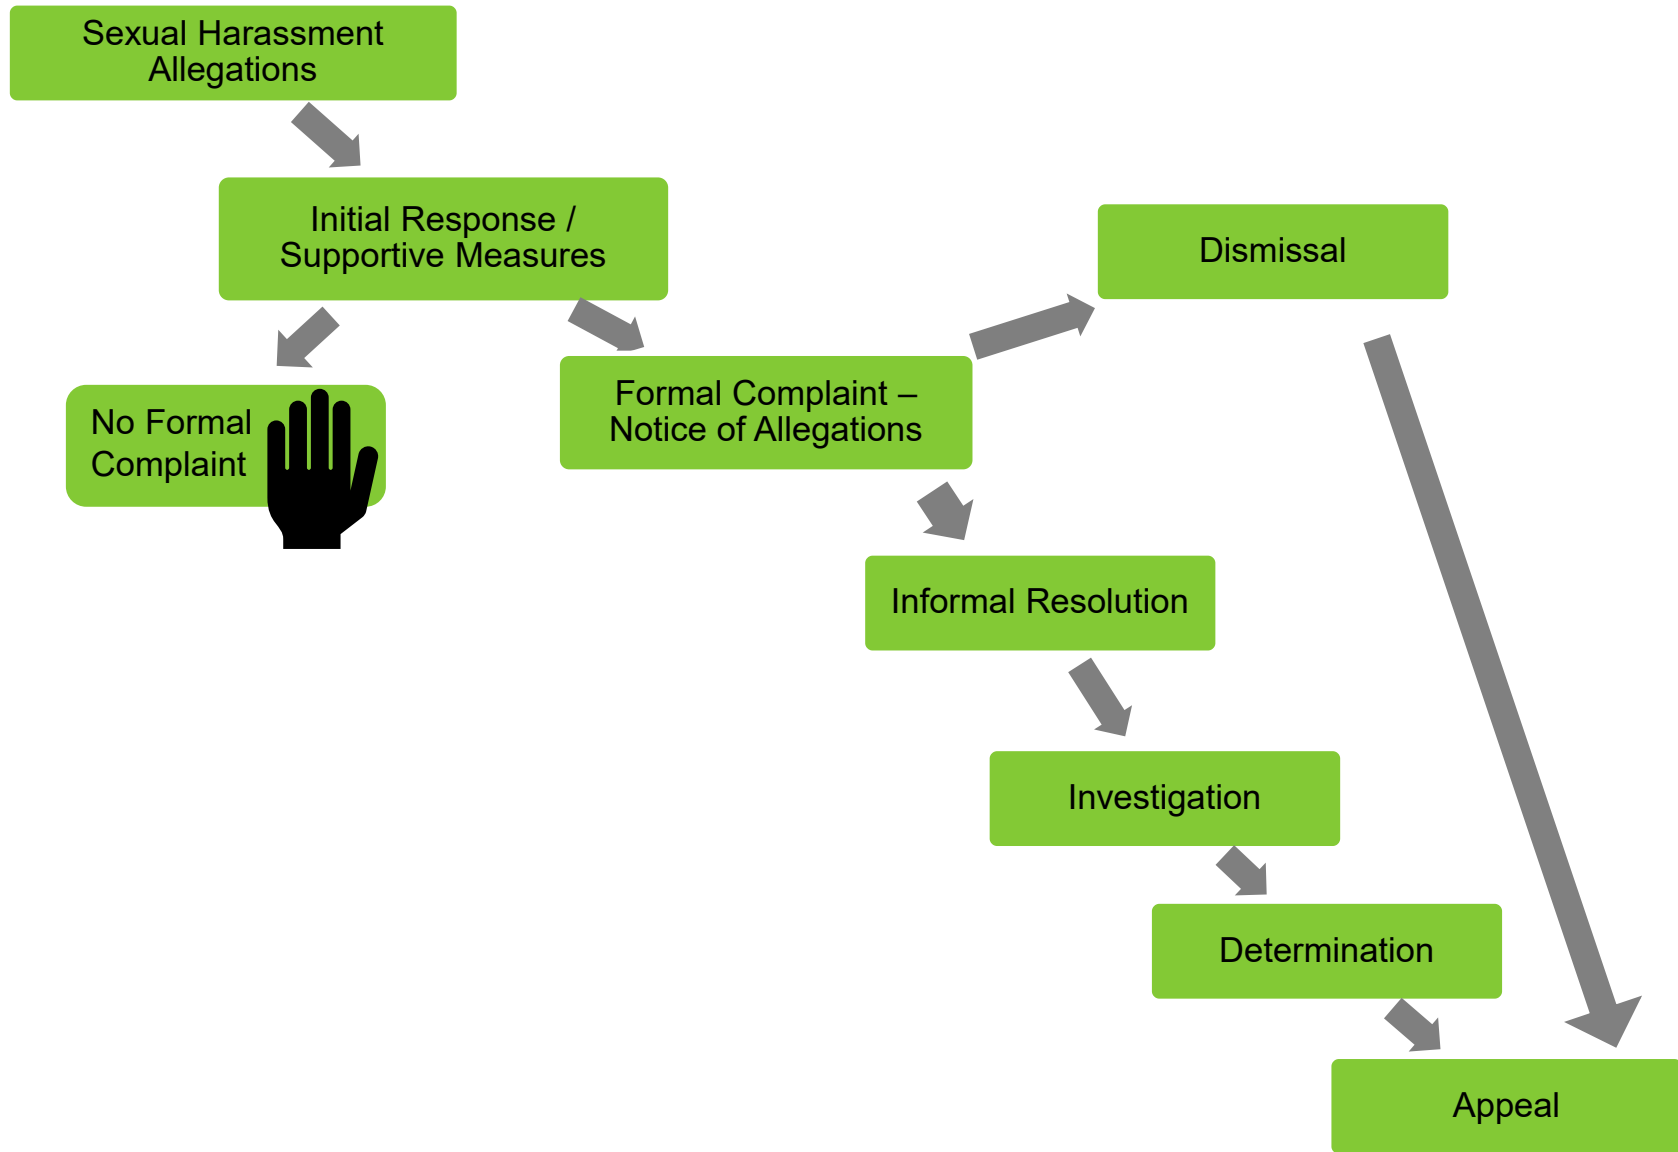 Sexual Harassment
Allegations
Initial Response /
Supportive Measures
Dismissal
No Formal
Complaint
Formal Complaint –
Notice of Allegations
Informal Resolution
Investigation
Determination
Appeal